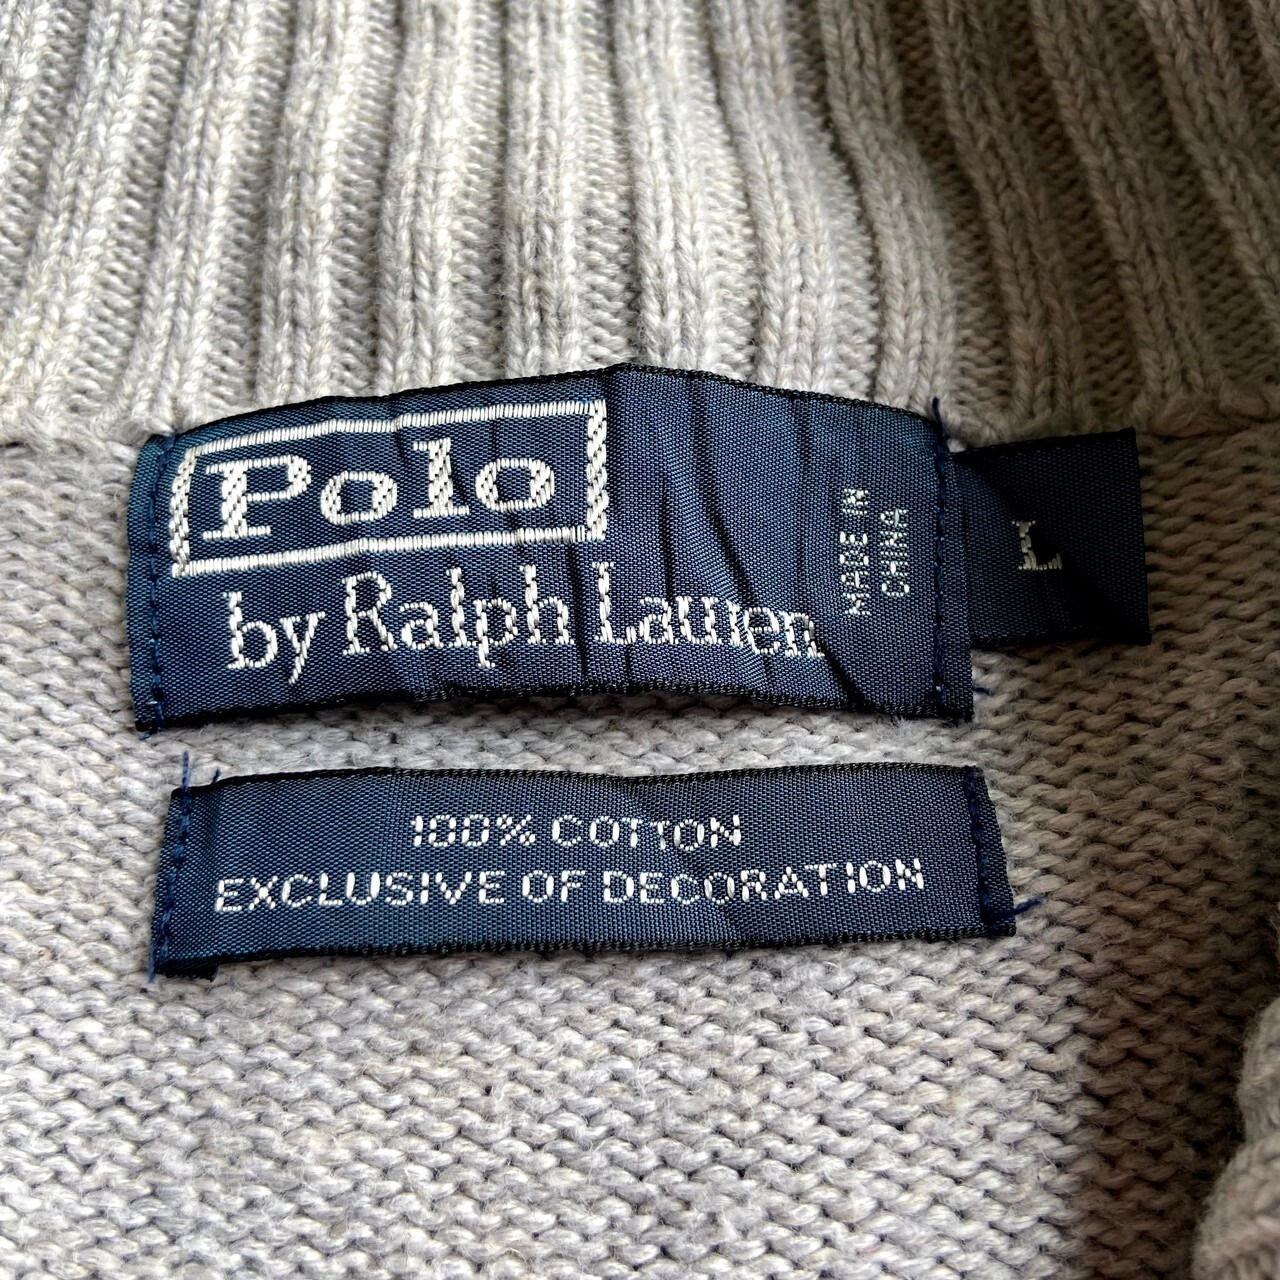 Polo
by Ralph Lauren
MADE IN
CHINA
L
100% COTTON
EXCLUSIVE OF DECORATION